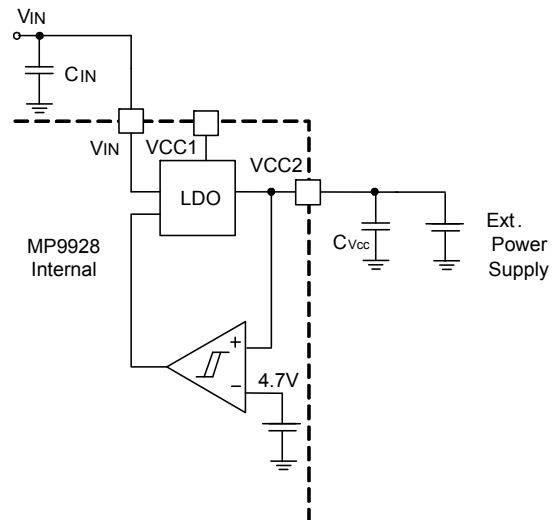 VIN
CIN
VIN
VCC1
VCC2
LDO
MP9928
Internal
CVcc
Ext.
Power
Supply
+
4.7V
−